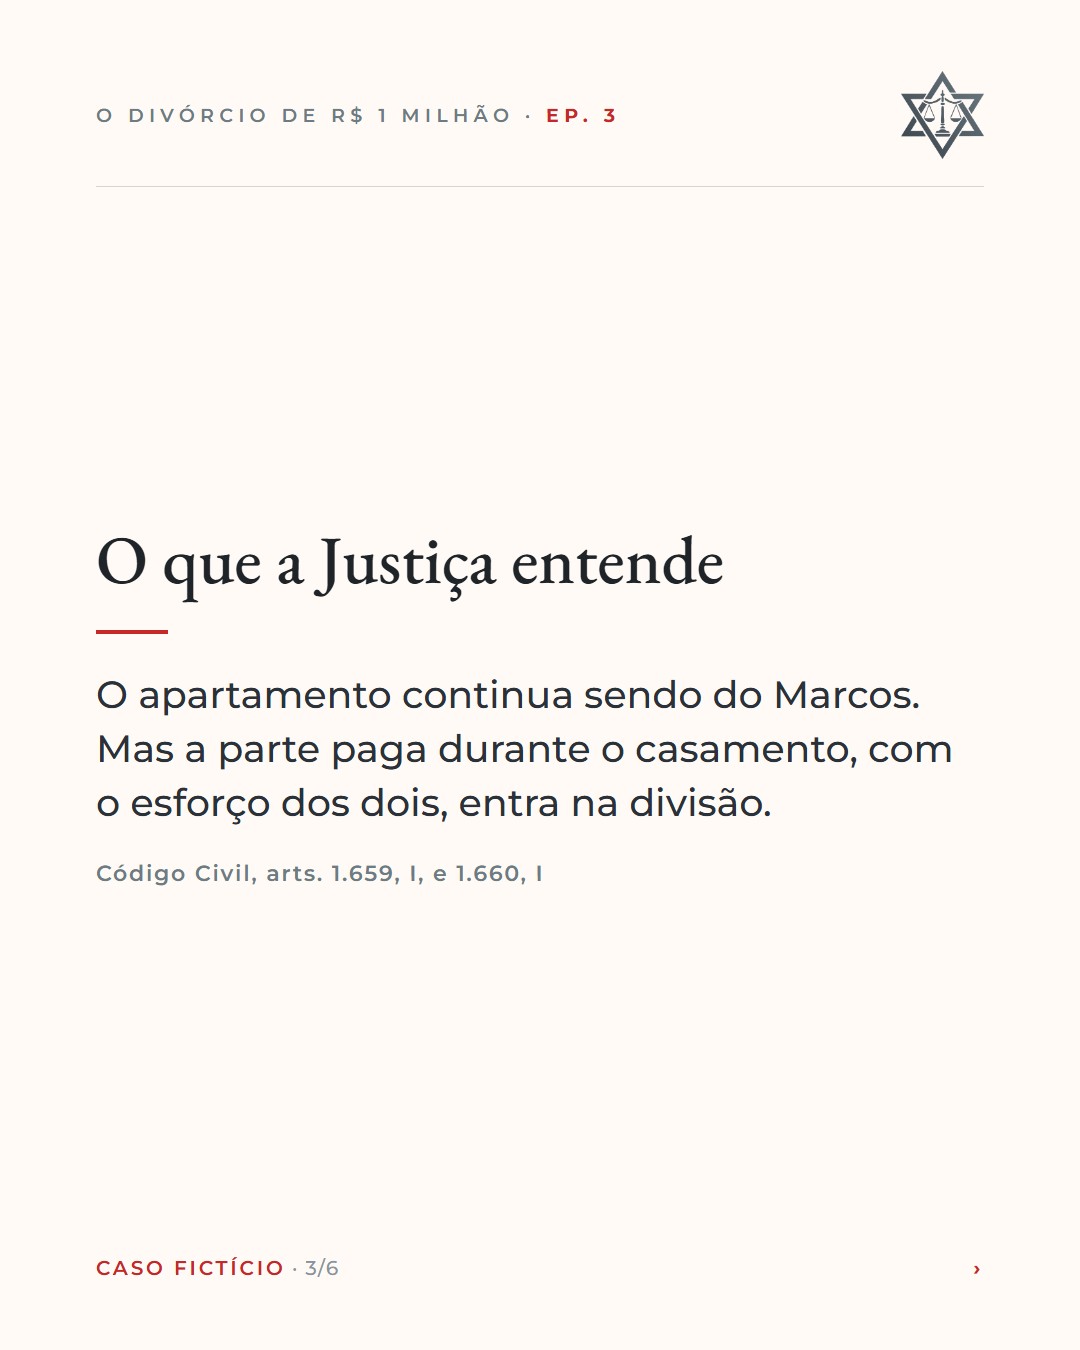 O DIVÓRCIO DE R$ 1 MILHÃO · EP. 3
O que a Justiça entende
O apartamento continua sendo do Marcos.
Mas a parte paga durante o casamento, com
o esforço dos dois, entra na divisão.
Código Civil, arts. 1.659, I, e 1.660, I
CASO FICTÍCIO · 3/6 ›